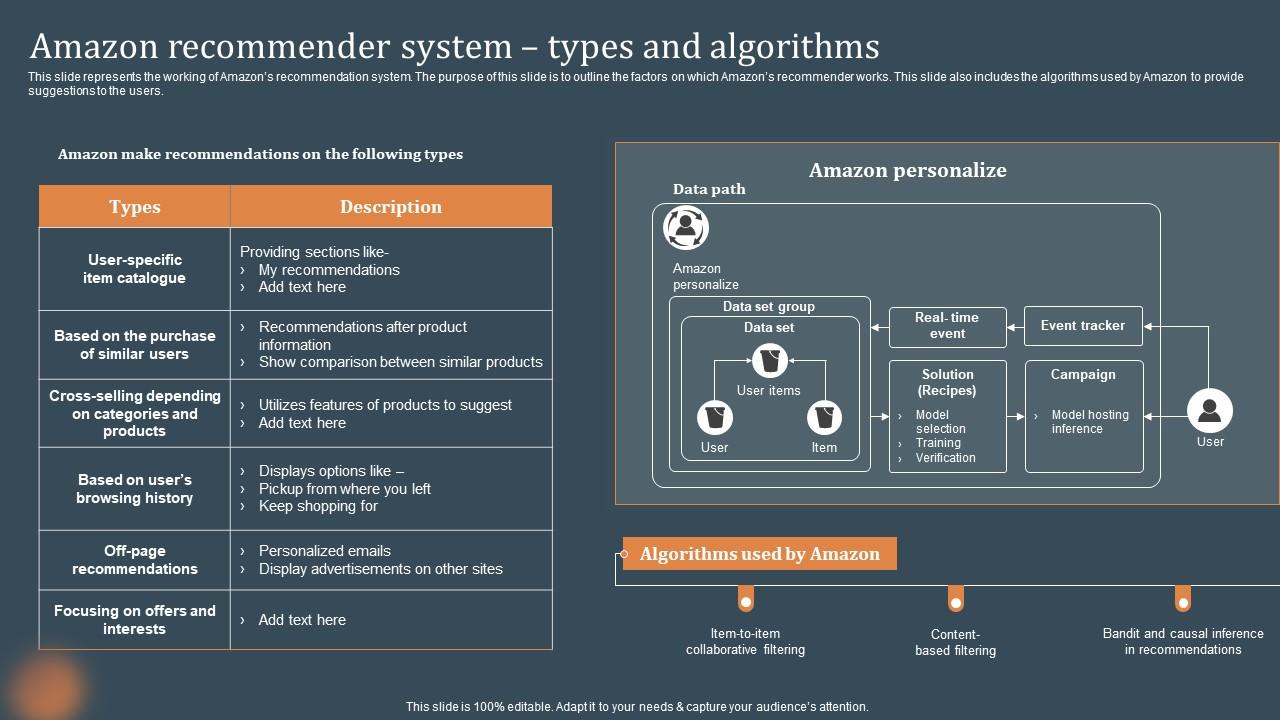 Amazon recommender system – types and algorithms
This slide represents the working of Amazon's recommendation system. The purpose of this slide is to outline the factors on which Amazon's recommender works. This slide also includes the algorithms used by Amazon to provide
suggestions to the users.
Amazon make recommendations on the following types
Types
Description
User-specific
item catalogue
Providing sections like-
› My recommendations
› Add text here
Based on the purchase
of similar users
› Recommendations after product
information
› Show comparison between similar products
Cross-selling depending
on categories and
products
› Utilizes features of products to suggest
› Add text here
Based on user's
browsing history
› Displays options like –
› Pickup from where you left
› Keep shopping for
Off-page
recommendations
› Personalized emails
› Display advertisements on other sites
Focusing on offers and
interests
› Add text here
Amazon personalize
Data path
Amazon
personalize
Data set group
Data set
User items
User
Item
Real-time
event
Event tracker
Solution
(Recipes)
› Model
selection
› Training
› Verification
Campaign
› Model hosting
inference
User
Algorithms used by Amazon
Item-to-item
collaborative filtering
Content-
based filtering
Bandit and causal inference
in recommendations
This slide is 100% editable. Adapt it to your needs & capture your audience's attention.